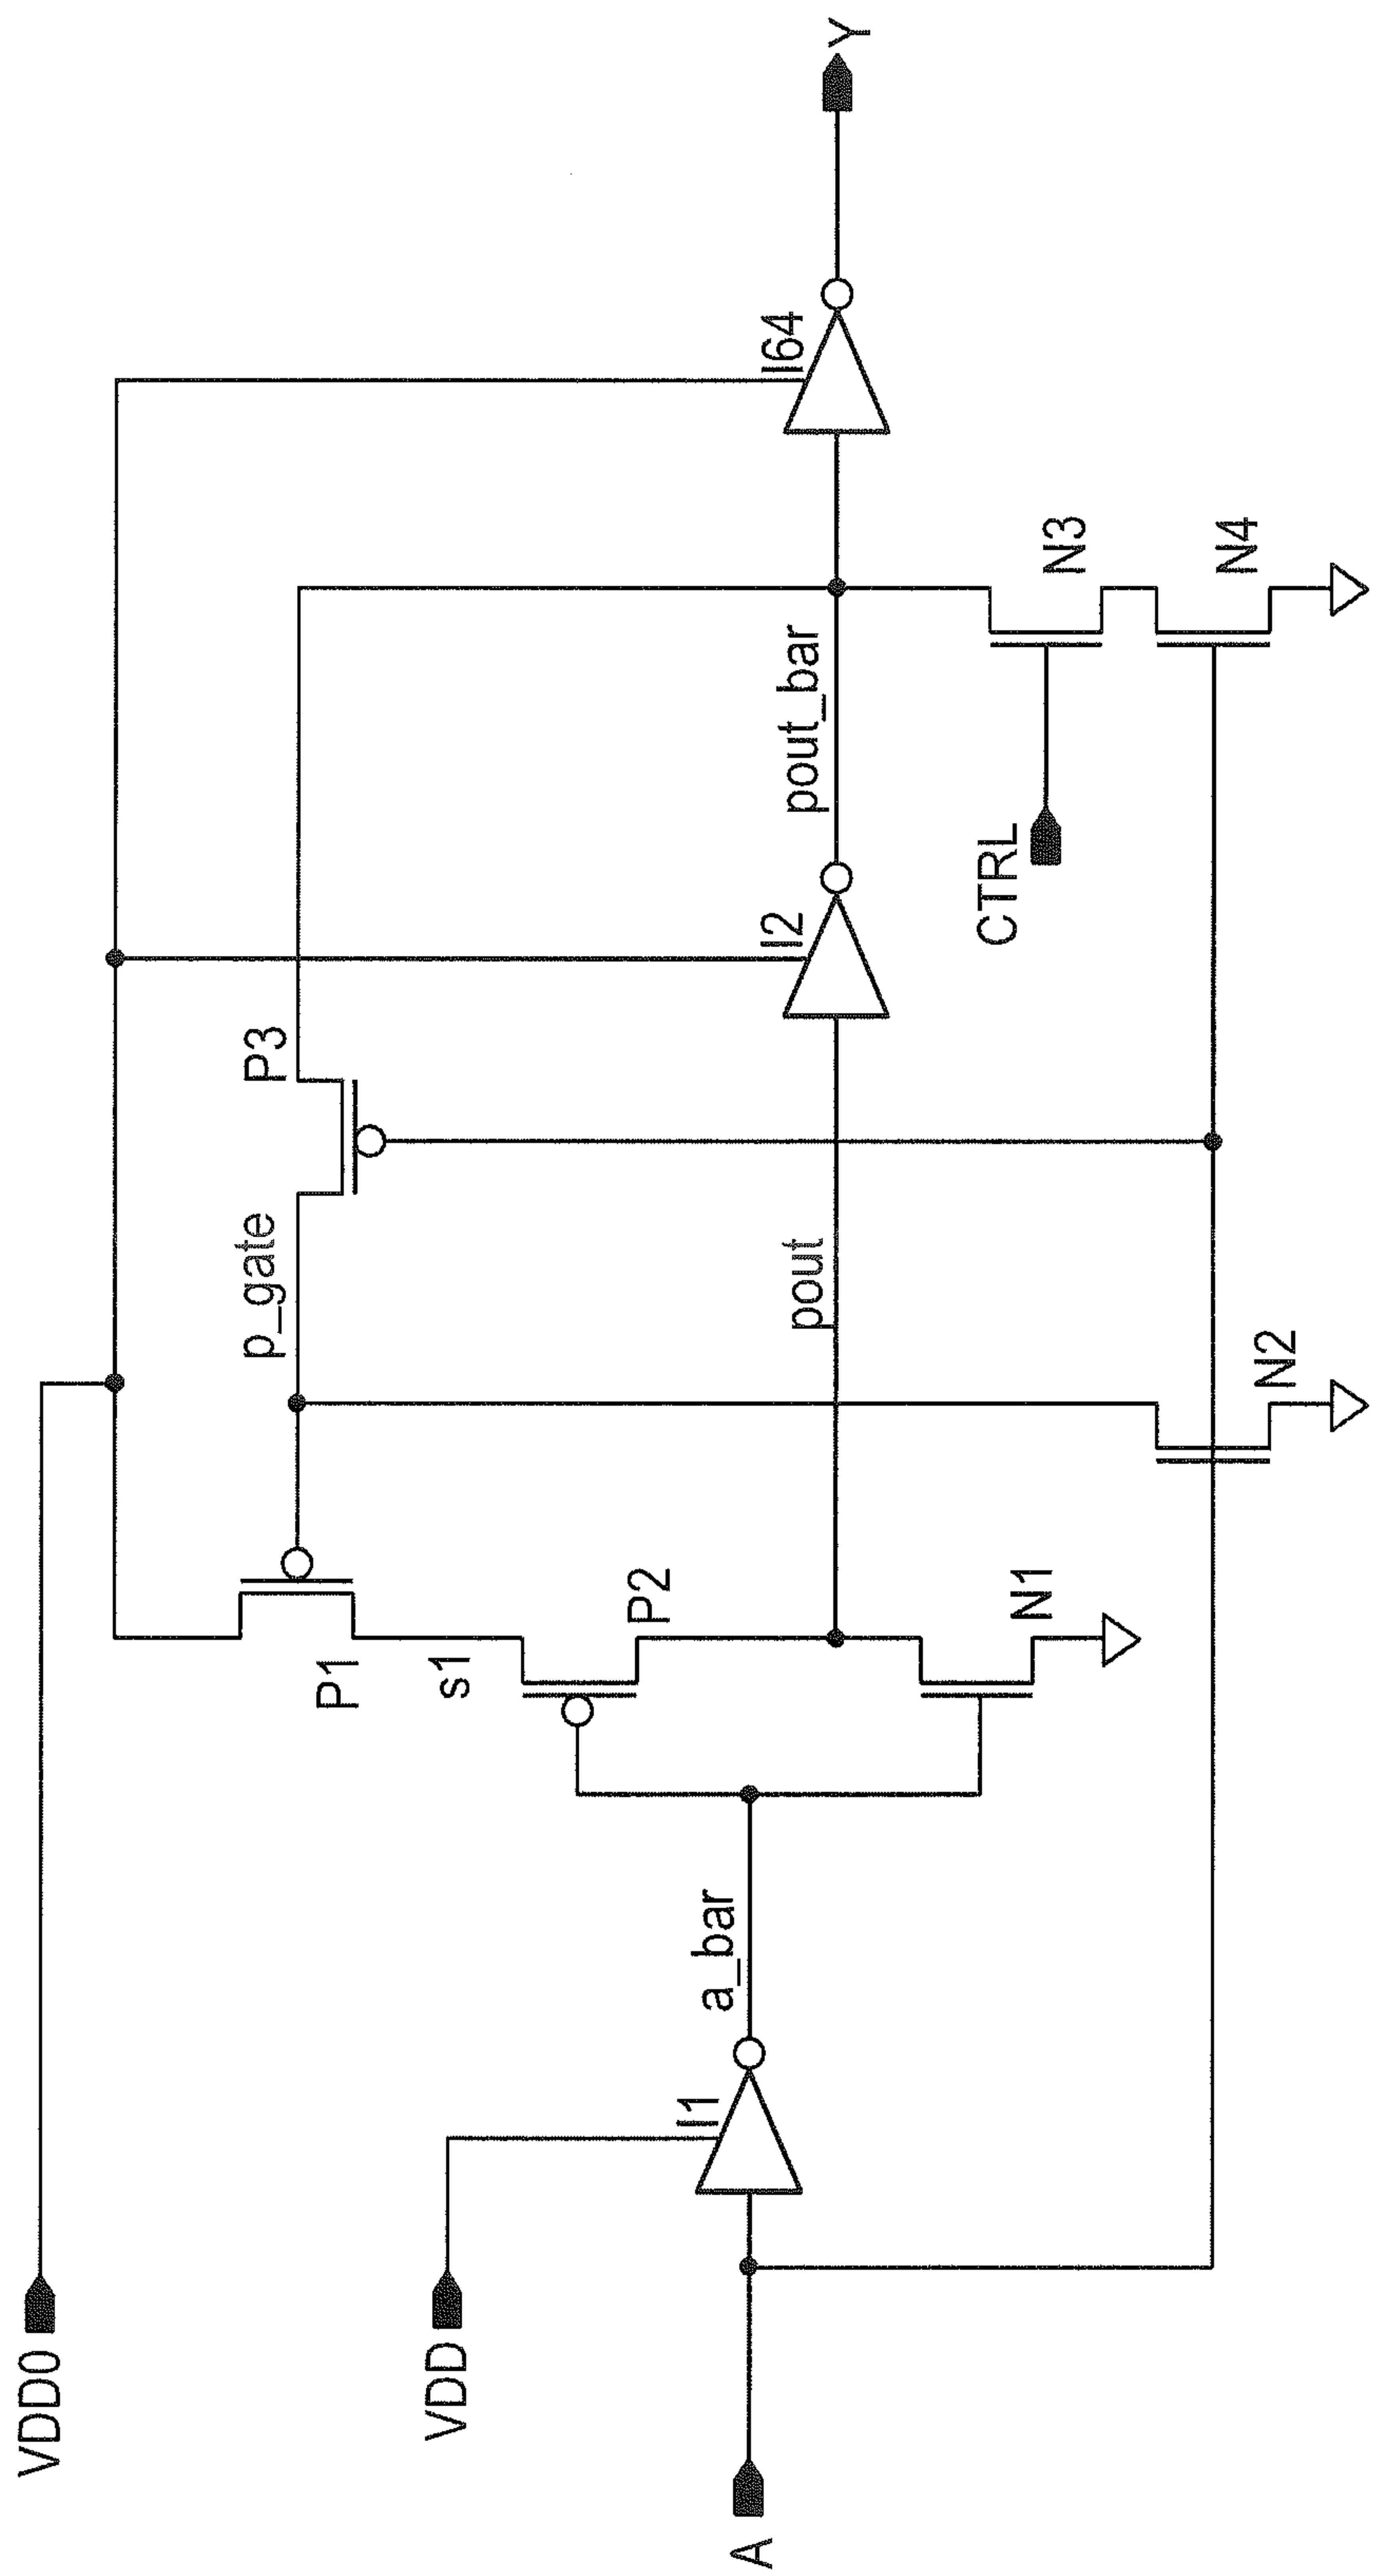 VDD0
VDD
A
I1
a_bar
P1
s1
P2
N1
p_gate
P3
pout
N2
I2
pout_bar
CTRL
N3
N4
I64
Y